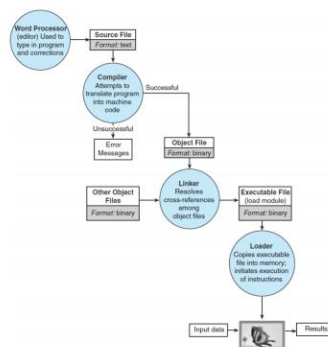 Word Processor
(editor) Used to
type in program
and corrections
Source File
Format: text
Compiler
Attempts to
translate program
into machine
code
Successful
Unsuccessful
Error
Messages
Object File
Format: binary
Other Object
Files
Format: binary
Linker
Resolves
cross-references
among
object files
Executable File
(load module)
Format: binary
Loader
Copies executable
file into memory;
initiates execution
of instructions
Input data
Results